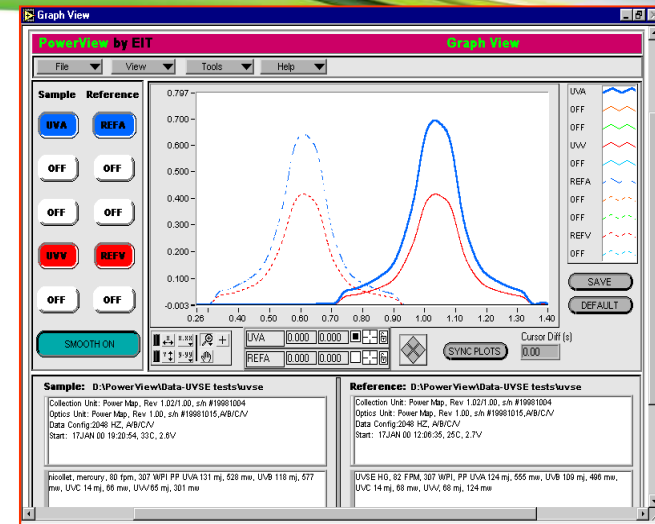 Graph View
PowerView by EIT
Graph View
File View Tools Help
Sample Reference
UVA REFA
OFF OFF
OFF OFF
UVV REFV
OFF OFF
SMOOTH ON
0.797
0.700
0.600
0.500
0.400
0.300
0.200
0.100
-0.003
0.26 0.40 0.50 0.60 0.70 0.80 0.90 1.00 1.10 1.20 1.30 1.40
UVA
OFF
OFF
UVV
OFF
REFA
OFF
OFF
REFV
OFF
SAVE
DEFAULT
UVA 0.000 0.000
REFA 0.000 0.000
SYNC PLOTS
Cursor Diff (s)
0.00
Sample: D:\PowerView\Data-UVSE tests\uvse
Collection Unit: Power Map, Rev 1.02/1.00, s/n #19981004
Optics Unit: Power Map, Rev 1.00, s/n #19981015,A/B/C/V
Data Config:2048 HZ, A/B/C/V
Start: 17JAN 00 19:20:54, 33C, 2.6V
nicollet, mercury, 80 fpm, 307 WPI PP UVA 131 mj, 528 mw, UVB 118 mj, 577
mw, UVC 14 mj, 66 mw, UVV 65 mj, 301 mw
Reference: D:\PowerView\Data-UVSE tests\uvse
Collection Unit: Power Map, Rev 1.02/1.00, s/n #19981004
Optics Unit: Power Map, Rev 1.00, s/n #19981015,A/B/C/V
Data Config:2048 HZ, A/B/C/V
Start: 17JAN 00 12:06:35, 25C, 2.7V
UVSE HG, 82 FPM, 307 WPI, PP UVA 124 mj, 555 mw, UVB 109 mj, 496 mw,
UVC 14 mj, 68 mw, UVV, 68 mj, 124 mw